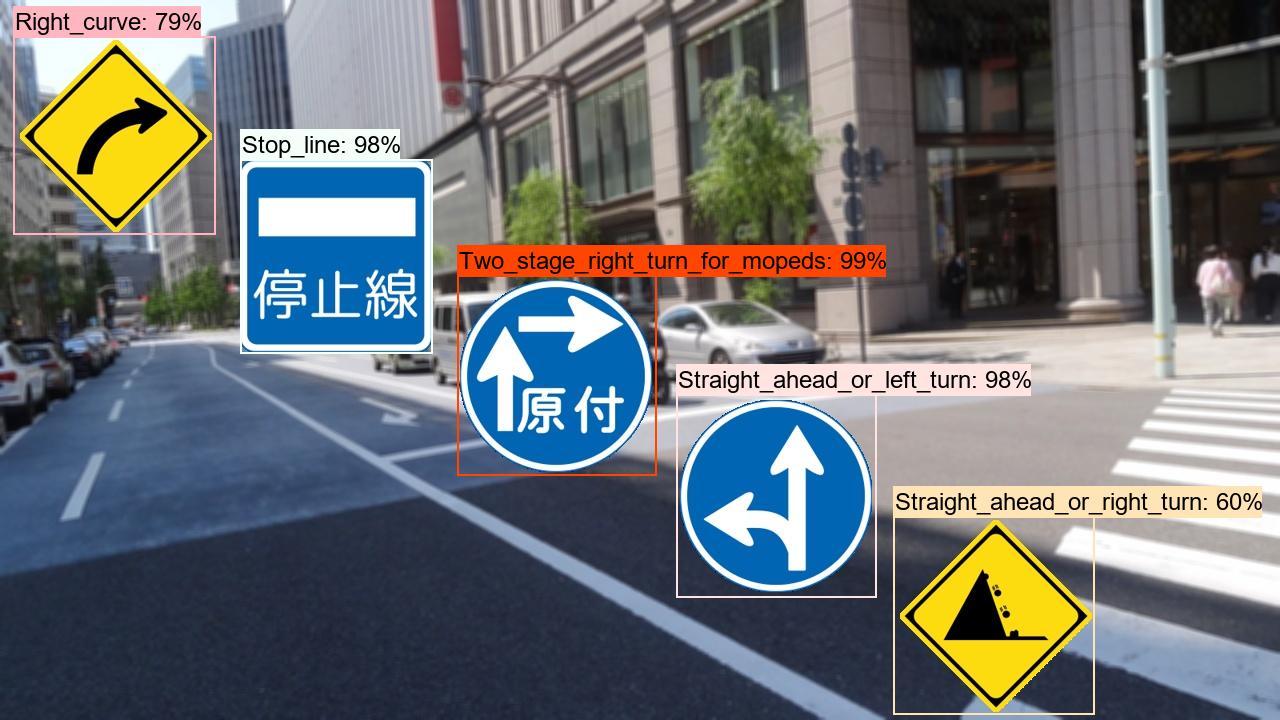 Right_curve: 79%
Stop_line: 98%
停止線
Two_stage_right_turn_for_mopeds: 99%
原付
Straight_ahead_or_left_turn: 98%
Straight_ahead_or_right_turn: 60%